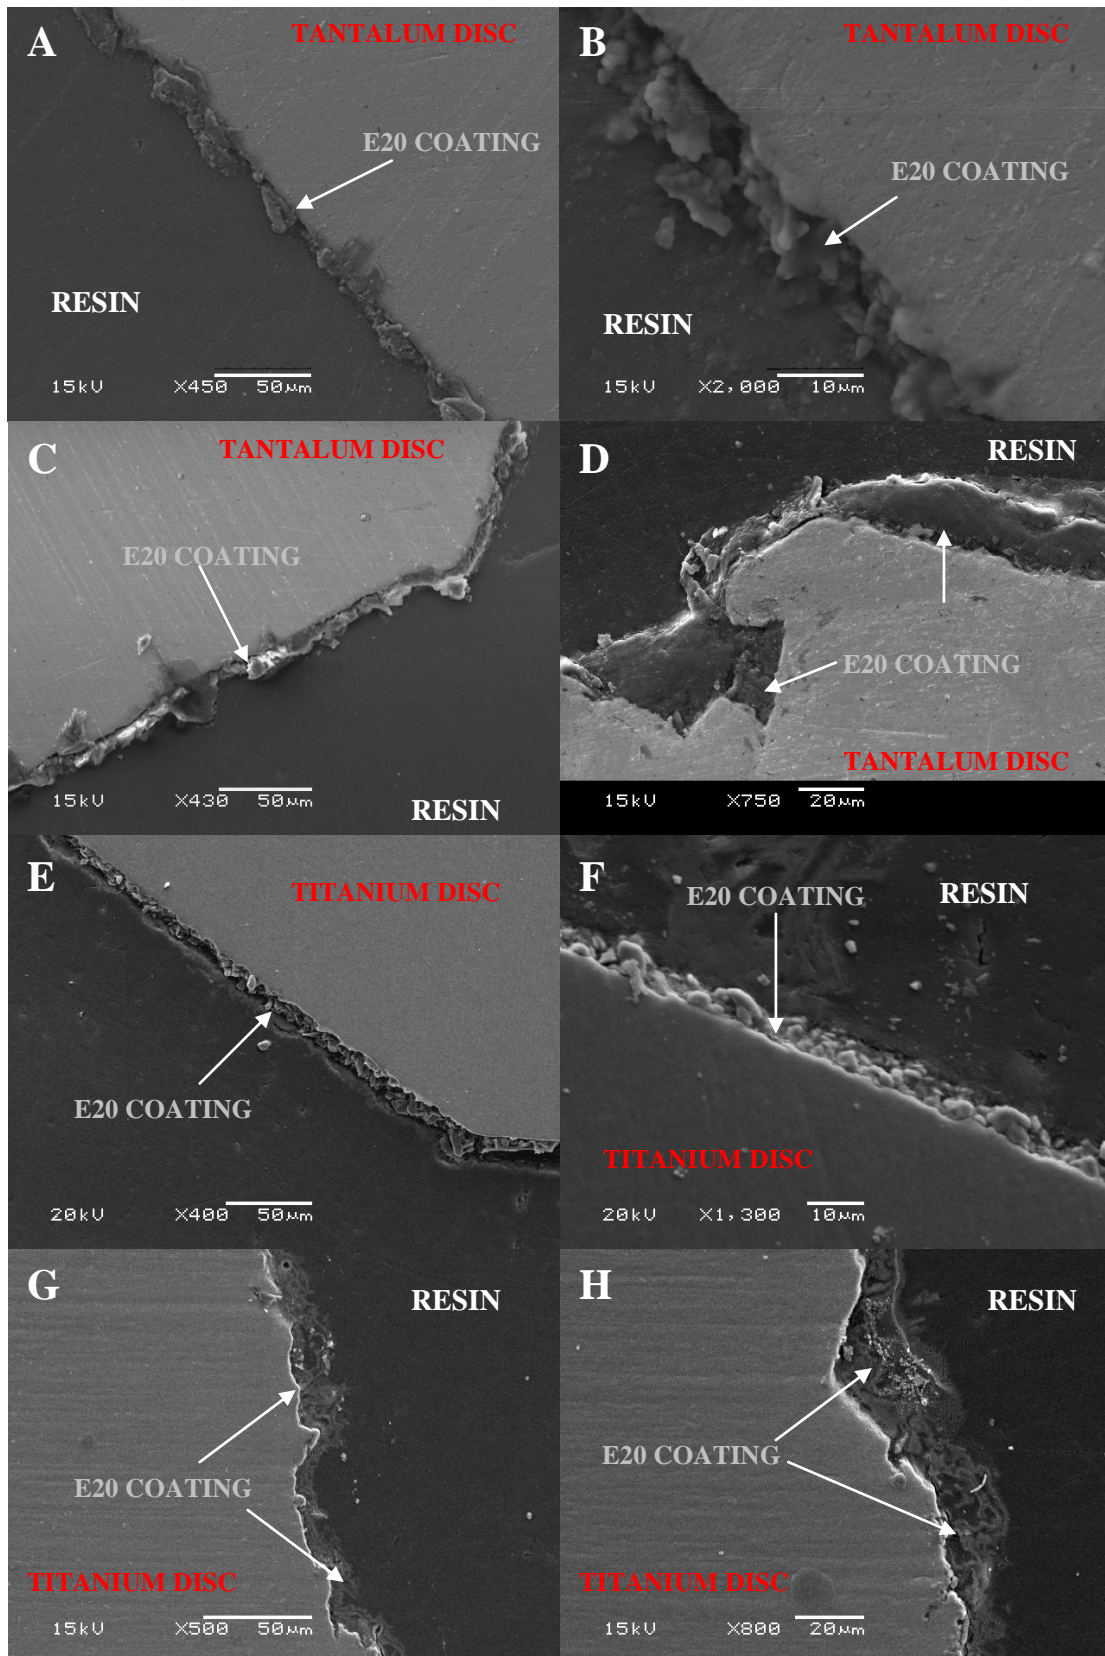 A
TANTALUM DISC
E20 COATING
RESIN
15kV X450 50µm
B
TANTALUM DISC
E20 COATING
RESIN
15kV X2,000 10µm
C
TANTALUM DISC
E20 COATING
15kV X430 50µm
RESIN
D
RESIN
E20 COATING
TANTALUM DISC
15kV X750 20µm
E
TITANIUM DISC
E20 COATING
20kV X400 50µm
F
E20 COATING
RESIN
TITANIUM DISC
20kV X1,300 10µm
G
RESIN
E20 COATING
TITANIUM DISC
15kV X500 50µm
H
RESIN
E20 COATING
TITANIUM DISC
15kV X800 20µm